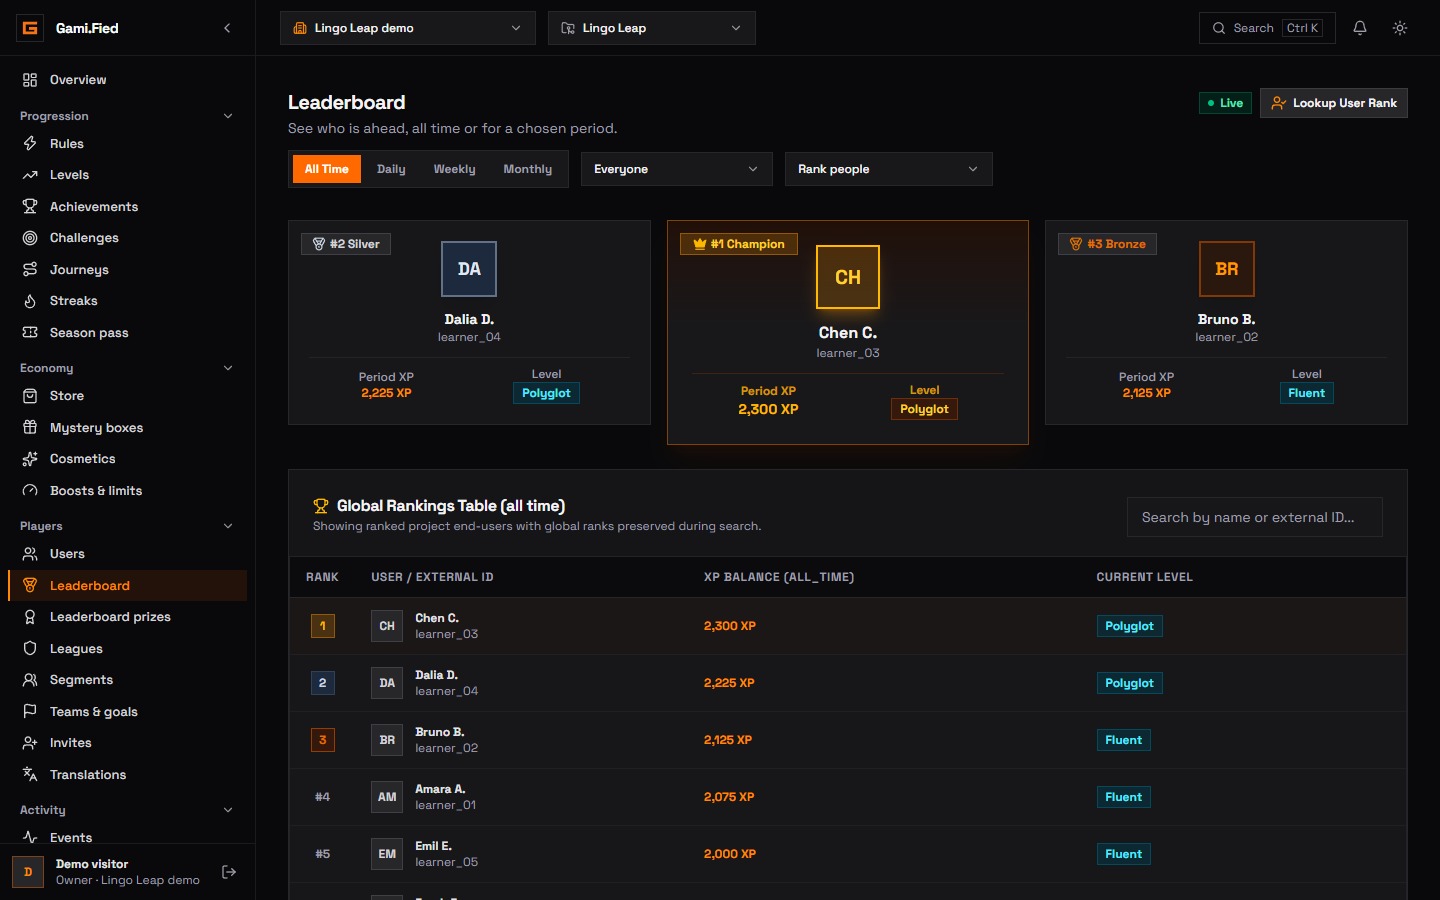 Gami.Fied
Lingo Leap demo
Lingo Leap
Search Ctrl K
Overview
Progression
Rules
Levels
Achievements
Challenges
Journeys
Streaks
Season pass
Economy
Store
Mystery boxes
Cosmetics
Boosts & limits
Players
Users
Leaderboard
Leaderboard prizes
Leagues
Segments
Teams & goals
Invites
Translations
Activity
Events
D
Demo visitor
Owner · Lingo Leap demo
Leaderboard
See who is ahead, all time or for a chosen period.
Live
Lookup User Rank
All Time Daily Weekly Monthly
Everyone
Rank people
#2 Silver
DA
Dalia D.
learner_04
Period XP
2,225 XP
Level
Polyglot
#1 Champion
CH
Chen C.
learner_03
Period XP
2,300 XP
Level
Polyglot
#3 Bronze
BR
Bruno B.
learner_02
Period XP
2,125 XP
Level
Fluent
Global Rankings Table (all time)
Showing ranked project end-users with global ranks preserved during search.
Search by name or external ID...
RANK USER / EXTERNAL ID XP BALANCE (ALL_TIME) CURRENT LEVEL
1 CH Chen C. 2,300 XP Polyglot
learner_03
2 DA Dalia D. 2,225 XP Polyglot
learner_04
3 BR Bruno B. 2,125 XP Fluent
learner_02
#4 AM Amara A. 2,075 XP Fluent
learner_01
#5 EM Emil E. 2,000 XP Fluent
learner_05